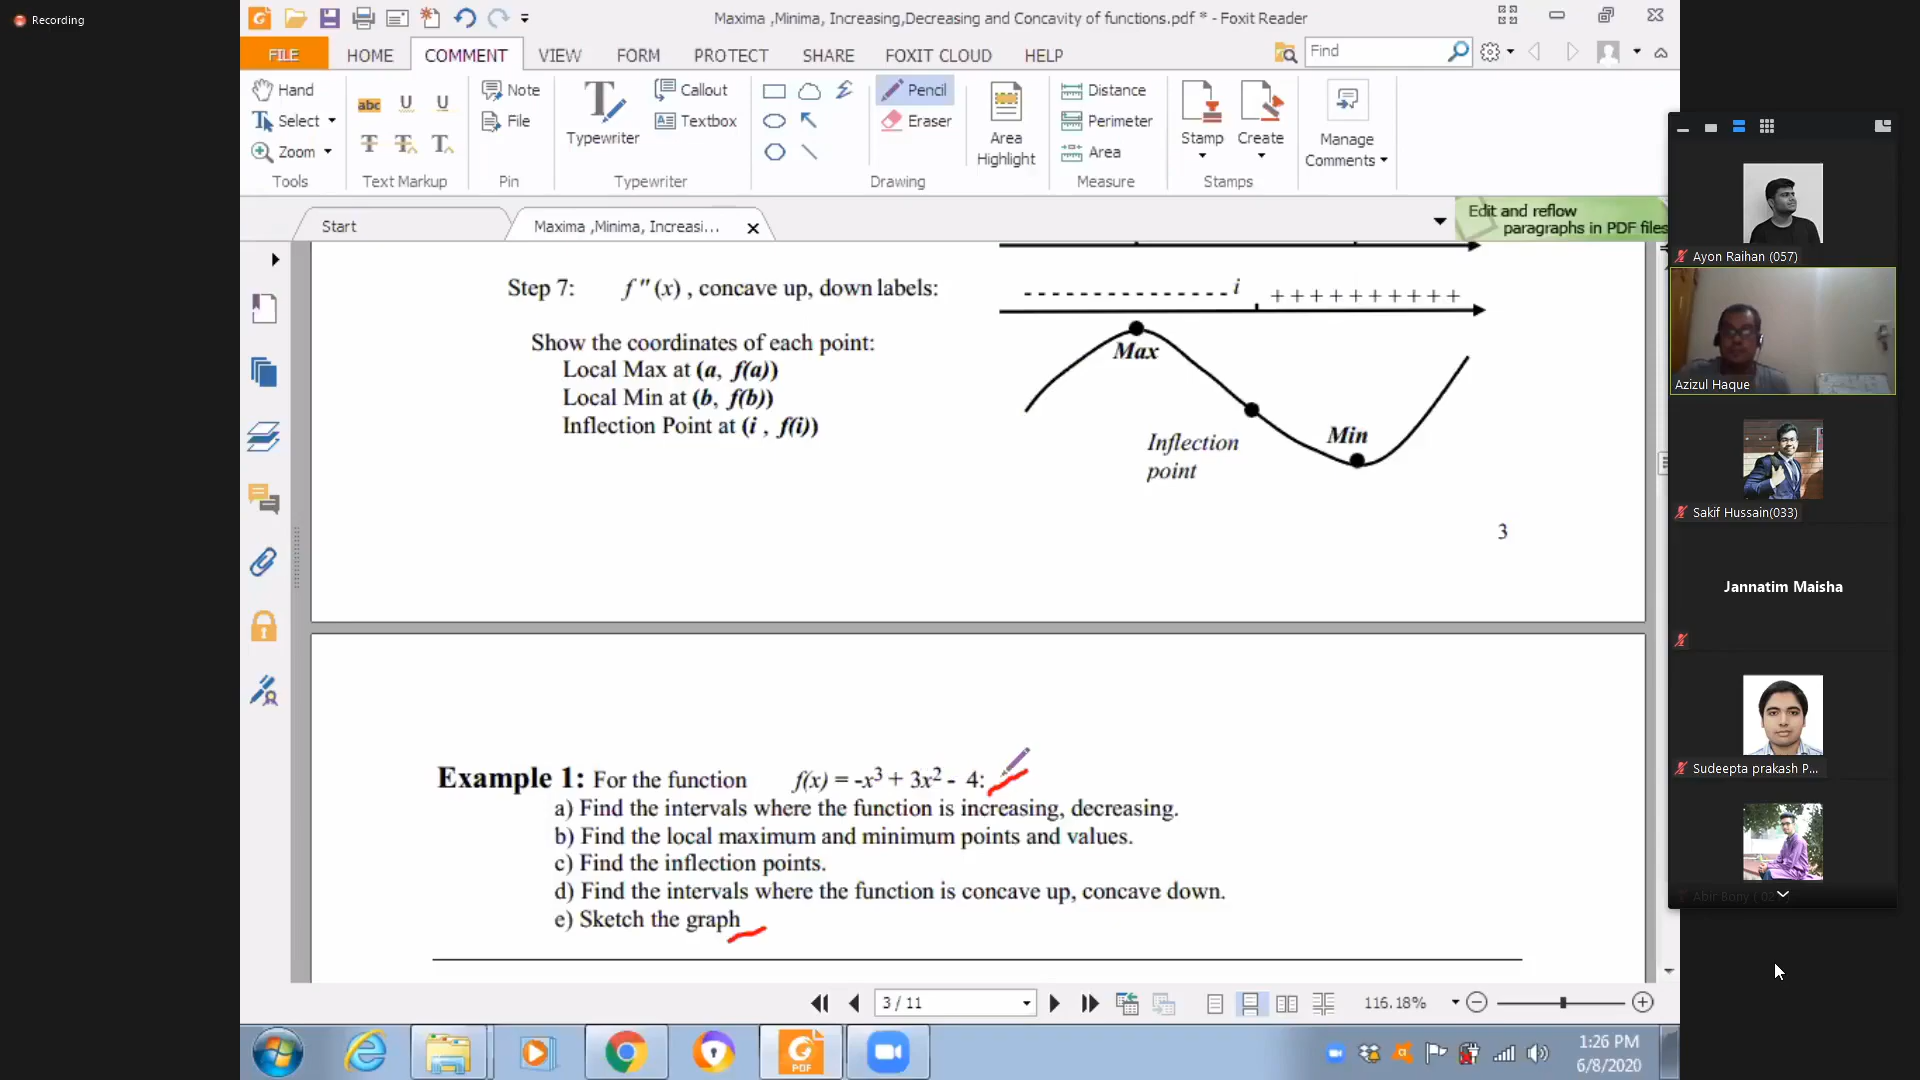 Recording
Maxima ,Minima, Increasing,Decreasing and Concavity of functions.pdf * - Foxit Reader
FILE HOME COMMENT VIEW FORM PROTECT SHARE FOXIT CLOUD HELP
Find
Hand
Select
Zoom
Tools
abc U U
T T T
Text Markup
Note
File
Pin
Typewriter
Callout
Textbox
Typewriter
Drawing
Pencil
Eraser
Area
Highlight
Distance
Perimeter
Area
Measure
Stamp
Create
Stamps
Manage
Comments
Start
Maxima ,Minima, Increasi...
Edit and reflow
paragraphs in PDF files
Step 7: f "(x) , concave up, down labels:
- - - - - - - - - - - - - - - - - i + + + + + + + + + +
Show the coordinates of each point:
Local Max at (a, f(a))
Local Min at (b, f(b))
Inflection Point at (i , f(i))
Max
Inflection
point
Min
3
Example 1: For the function f(x) = -x³ + 3x² - 4:
a) Find the intervals where the function is increasing, decreasing.
b) Find the local maximum and minimum points and values.
c) Find the inflection points.
d) Find the intervals where the function is concave up, concave down.
e) Sketch the graph
3 / 11
116.18%
PDF
1:26 PM
6/8/2020
Ayon Raihan (057)
Azizul Haque
Sakif Hussain(033)
Jannatim Maisha
Sudeepta prakash P...